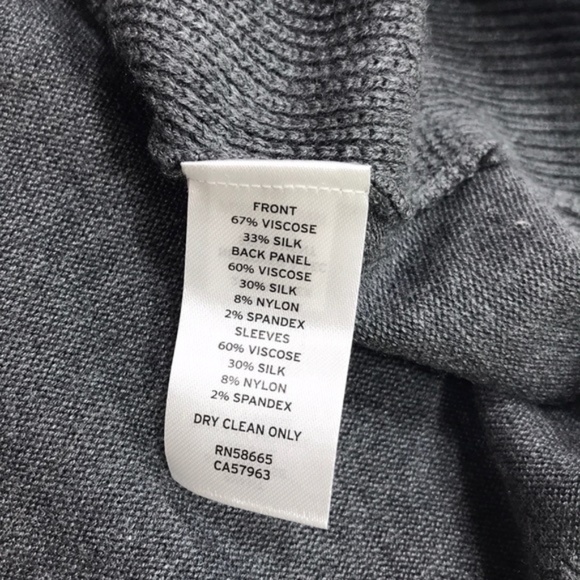 FRONT
67% VISCOSE
33% SILK
BACK PANEL
60% VISCOSE
30% SILK
8% NYLON
2% SPANDEX
SLEEVES
60% VISCOSE
30% SILK
8% NYLON
2% SPANDEX
DRY CLEAN ONLY
RN58665
CA57963